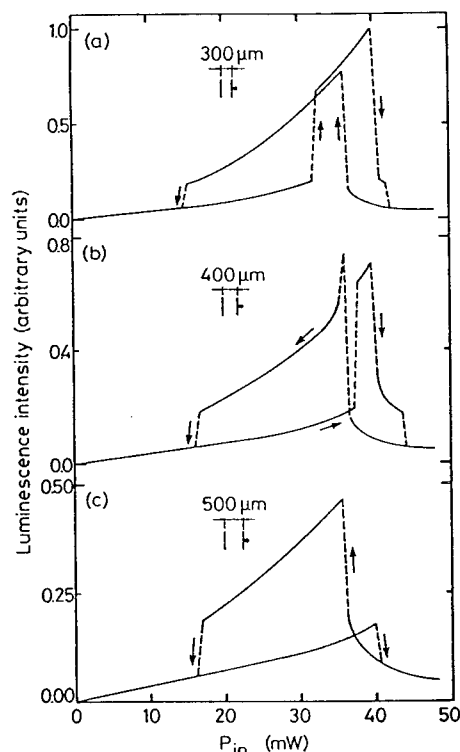 Luminescence intensity (arbitrary units)
(a)
300 μm
1.0
0.5
0.0
(b)
400 μm
0.8
0.4
0.0
(c)
500 μm
0.50
0.25
0.00
0 10 20 30 40 50
Pin (mW)